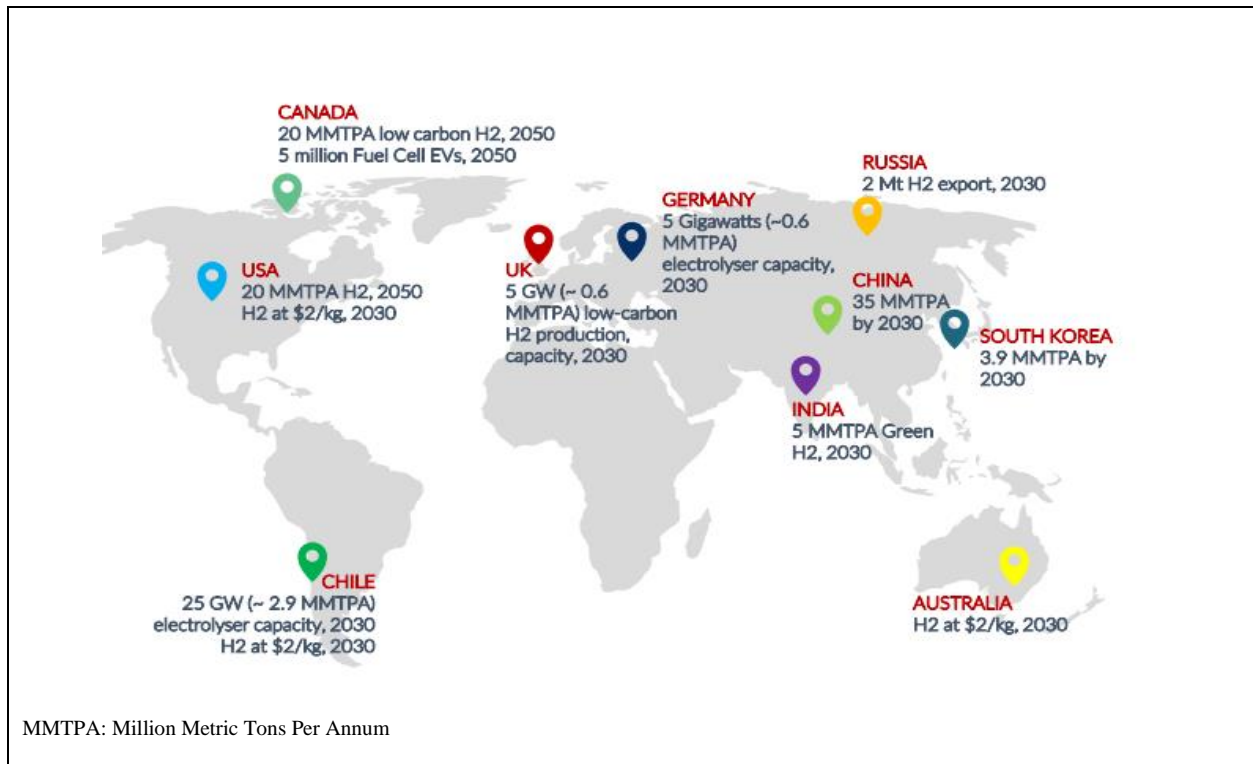 CANADA
20 MMTPA low carbon H2, 2050
5 million Fuel Cell EVs, 2050
RUSSIA
2 Mt H2 export, 2030
GERMANY
5 Gigawatts (~0.6
MMTPA)
electrolyser capacity,
2030
USA
20 MMTPA H2, 2050
H2 at $2/kg, 2030
UK
5 GW (~ 0.6
MMTPA) low-carbon
H2 production,
capacity, 2030
CHINA
35 MMTPA
by 2030
SOUTH KOREA
3.9 MMTPA by
2030
INDIA
5 MMTPA Green
H2, 2030
CHILE
25 GW (~ 2.9 MMTPA)
electrolyser capacity, 2030
H2 at $2/kg, 2030
AUSTRALIA
H2 at $2/kg, 2030
MMTPA: Million Metric Tons Per Annum